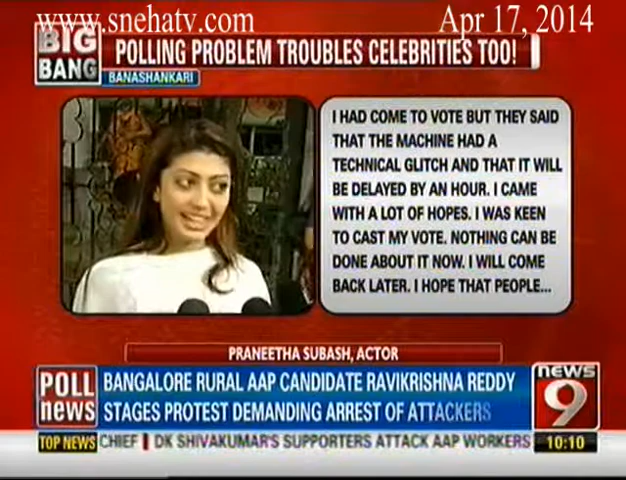 www.snehatv.com
Apr 17, 2014
BIG
BANG
POLLING PROBLEM TROUBLES CELEBRITIES TOO!
BANASHANKARI
I HAD COME TO VOTE BUT THEY SAID
THAT THE MACHINE HAD A
TECHNICAL GLITCH AND THAT IT WILL
BE DELAYED BY AN HOUR. I CAME
WITH A LOT OF HOPES. I WAS KEEN
TO CAST MY VOTE. NOTHING CAN BE
DONE ABOUT IT NOW. I WILL COME
BACK LATER. I HOPE THAT PEOPLE...
PRANEETHA SUBASH, ACTOR
POLL
news
BANGALORE RURAL AAP CANDIDATE RAVIKRISHNA REDDY
STAGES PROTEST DEMANDING ARREST OF ATTACKERS
NEWS
9
TOP NEWS
CHIEF
DK SHIVAKUMAR'S SUPPORTERS ATTACK AAP WORKERS
10:10